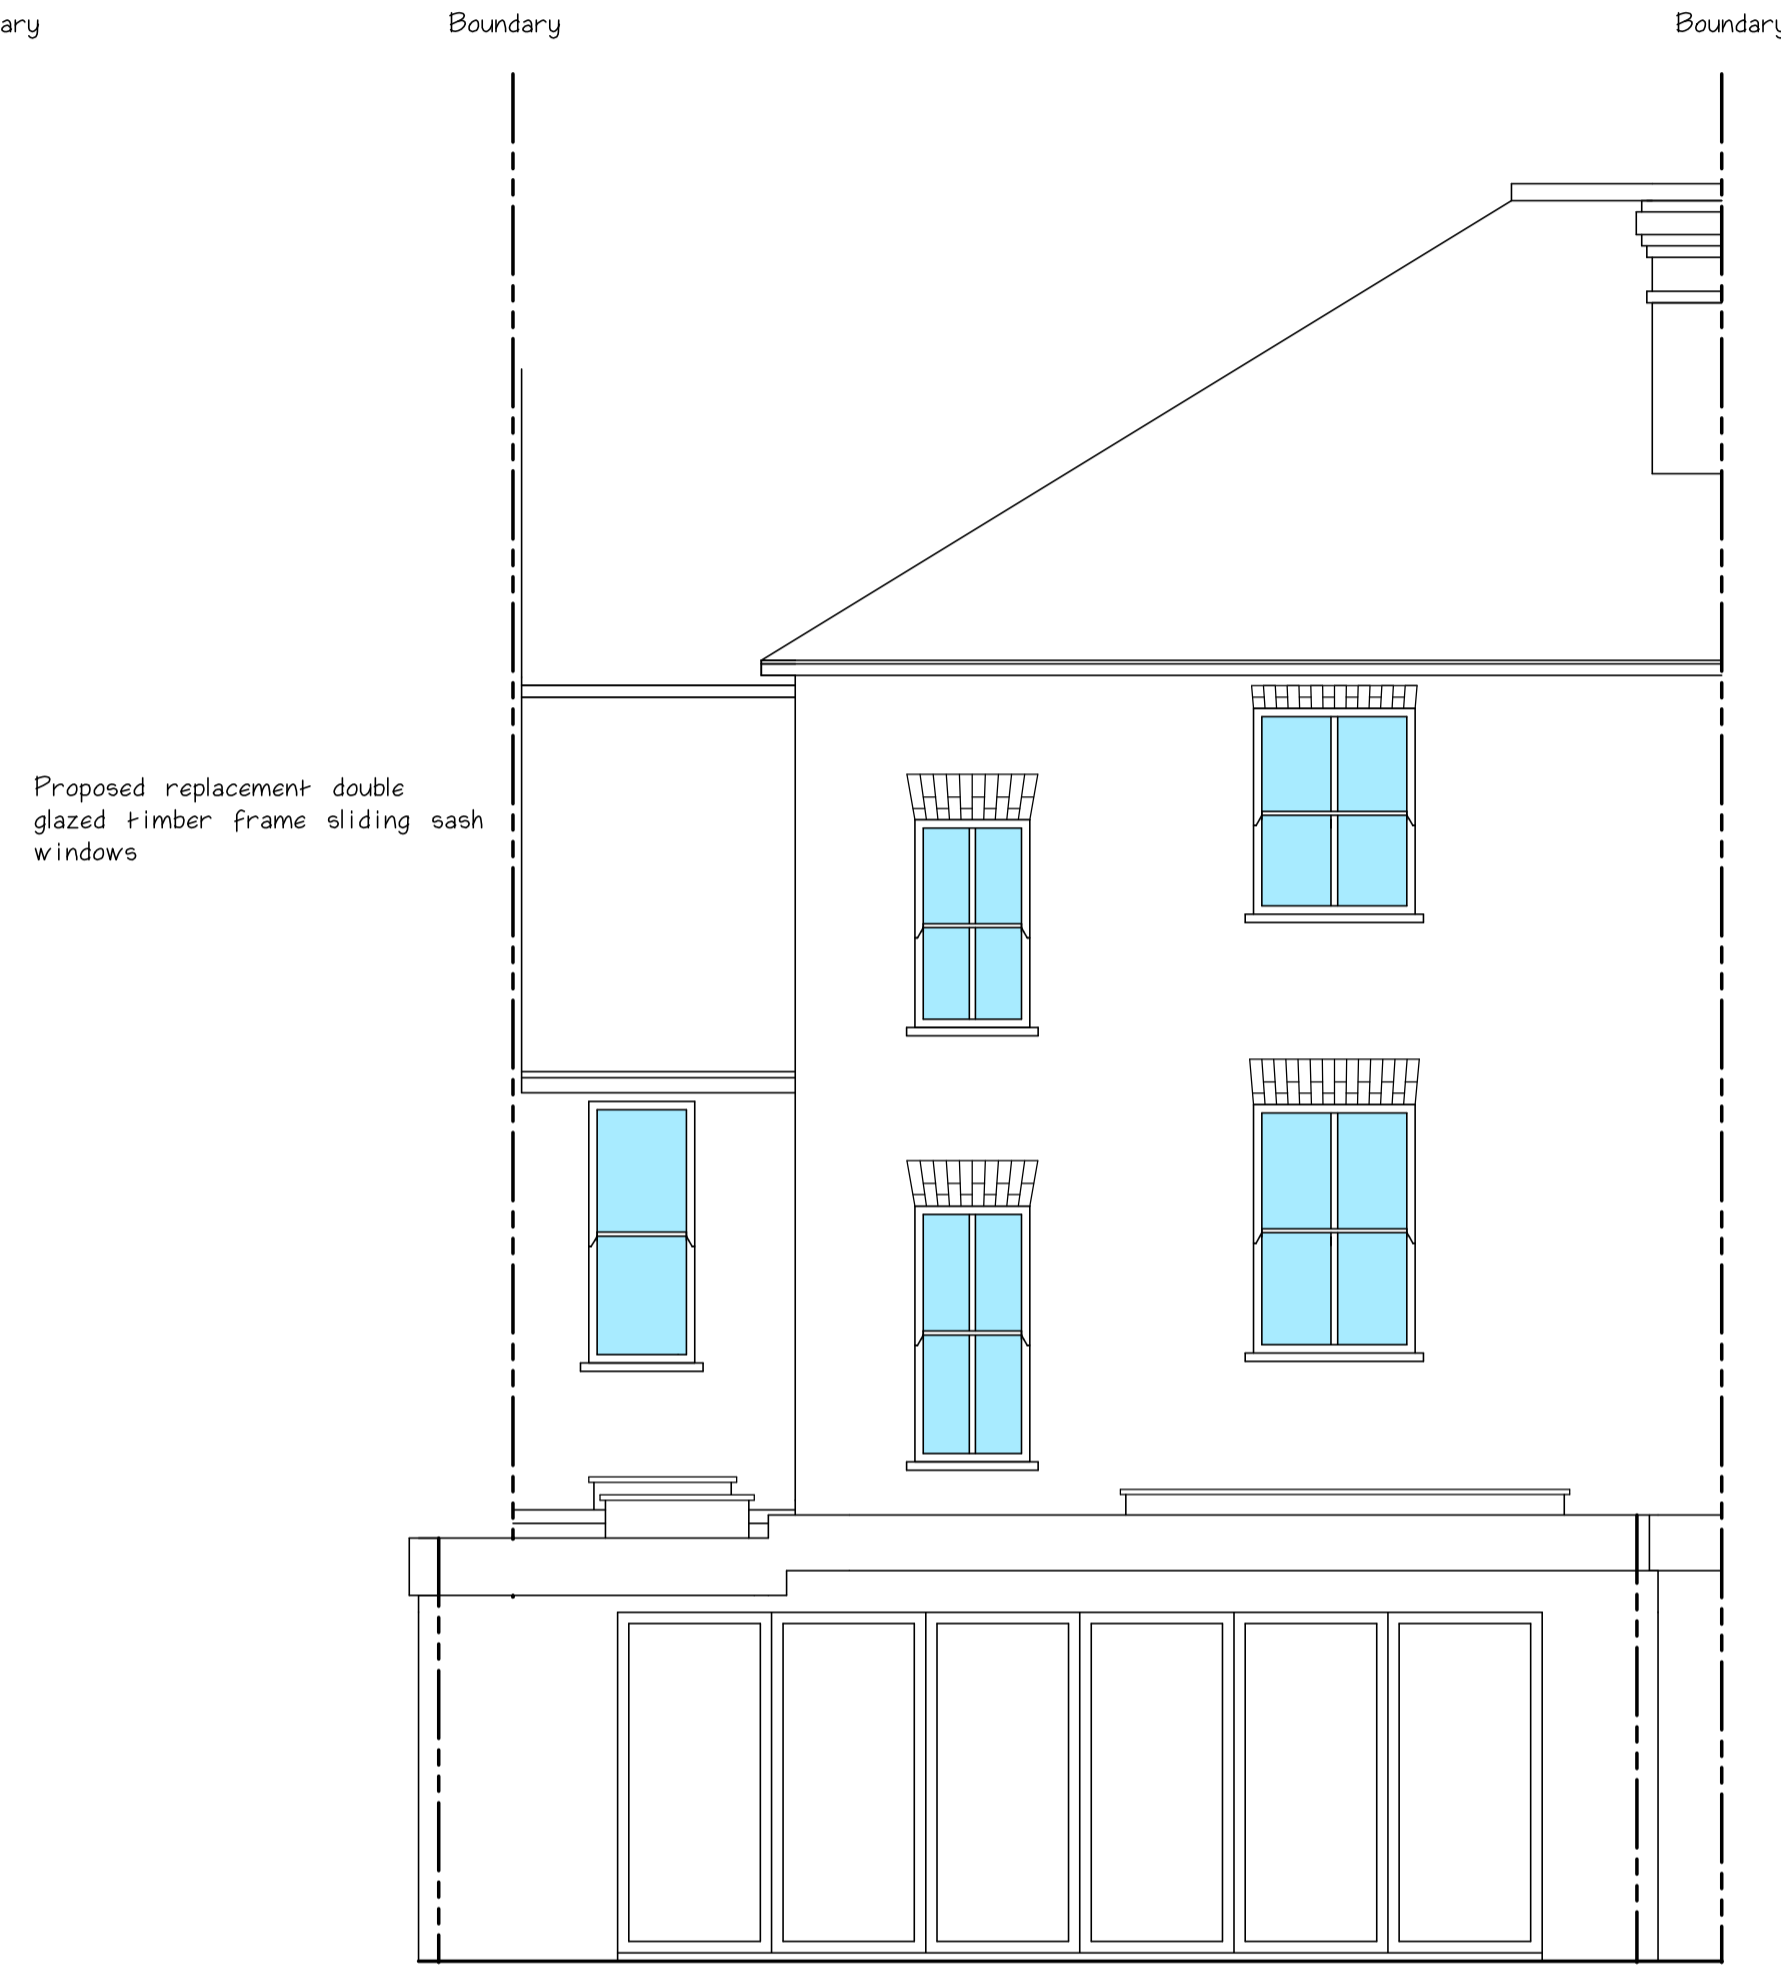 ary
Boundary
Boundary
Proposed replacement double
glazed timber frame sliding sash
windows